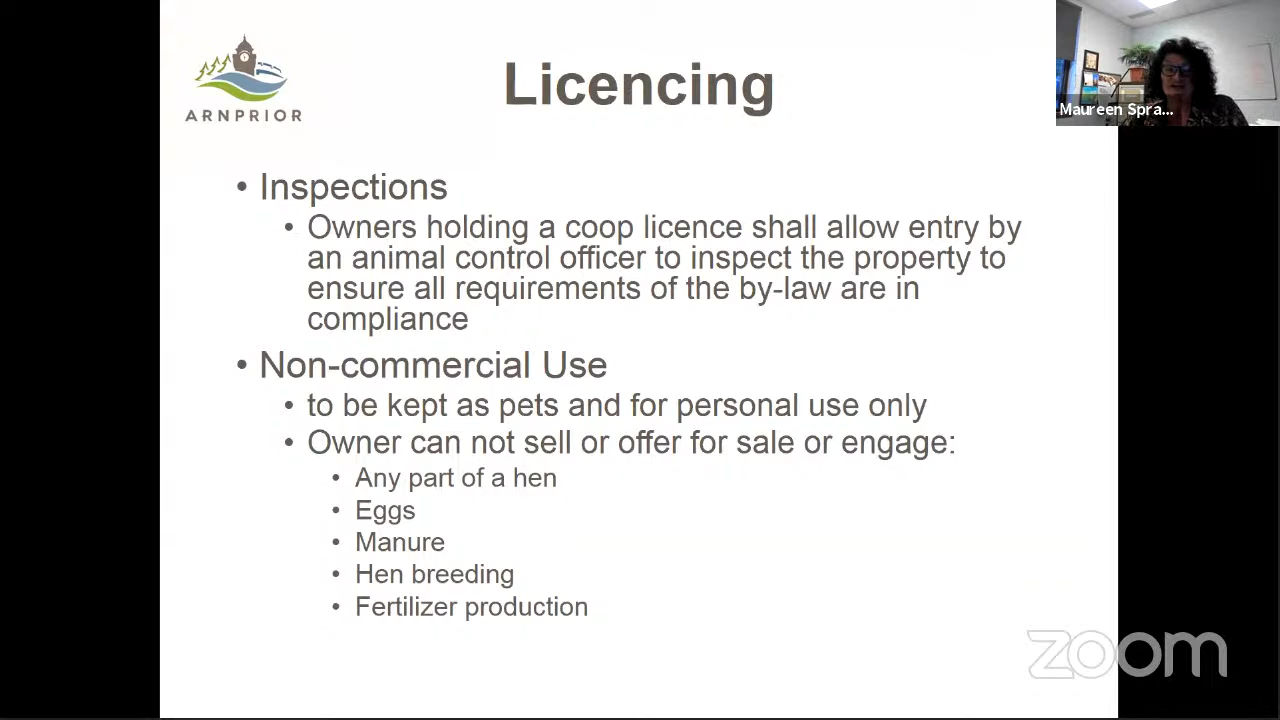 ARNPRIOR
Licencing
Maureen Spra...
• Inspections
• Owners holding a coop licence shall allow entry by
an animal control officer to inspect the property to
ensure all requirements of the by-law are in
compliance
• Non-commercial Use
• to be kept as pets and for personal use only
• Owner can not sell or offer for sale or engage:
• Any part of a hen
• Eggs
• Manure
• Hen breeding
• Fertilizer production
zoom